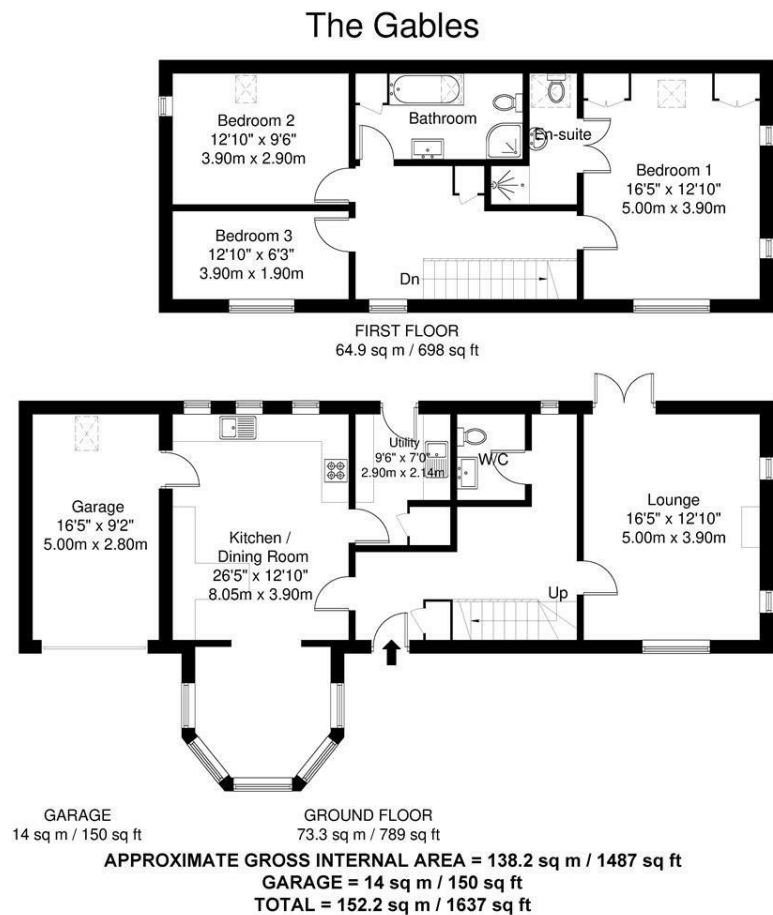 The Gables
Bedroom 2
12'10" x 9'6"
3.90m x 2.90m
Bathroom
En-suite
Bedroom 1
16'5" x 12'10"
5.00m x 3.90m
Bedroom 3
12'10" x 6'3"
3.90m x 1.90m
Dn
FIRST FLOOR
64.9 sq m / 698 sq ft
Garage
16'5" x 9'2"
5.00m x 2.80m
Kitchen /
Dining Room
26'5" x 12'10"
8.05m x 3.90m
Utility
9'6" x 7'0"
2.90m x 2.14m
W/C
Lounge
16'5" x 12'10"
5.00m x 3.90m
Up
GARAGE
14 sq m / 150 sq ft
GROUND FLOOR
73.3 sq m / 789 sq ft
APPROXIMATE GROSS INTERNAL AREA = 138.2 sq m / 1487 sq ft
GARAGE = 14 sq m / 150 sq ft
TOTAL = 152.2 sq m / 1637 sq ft